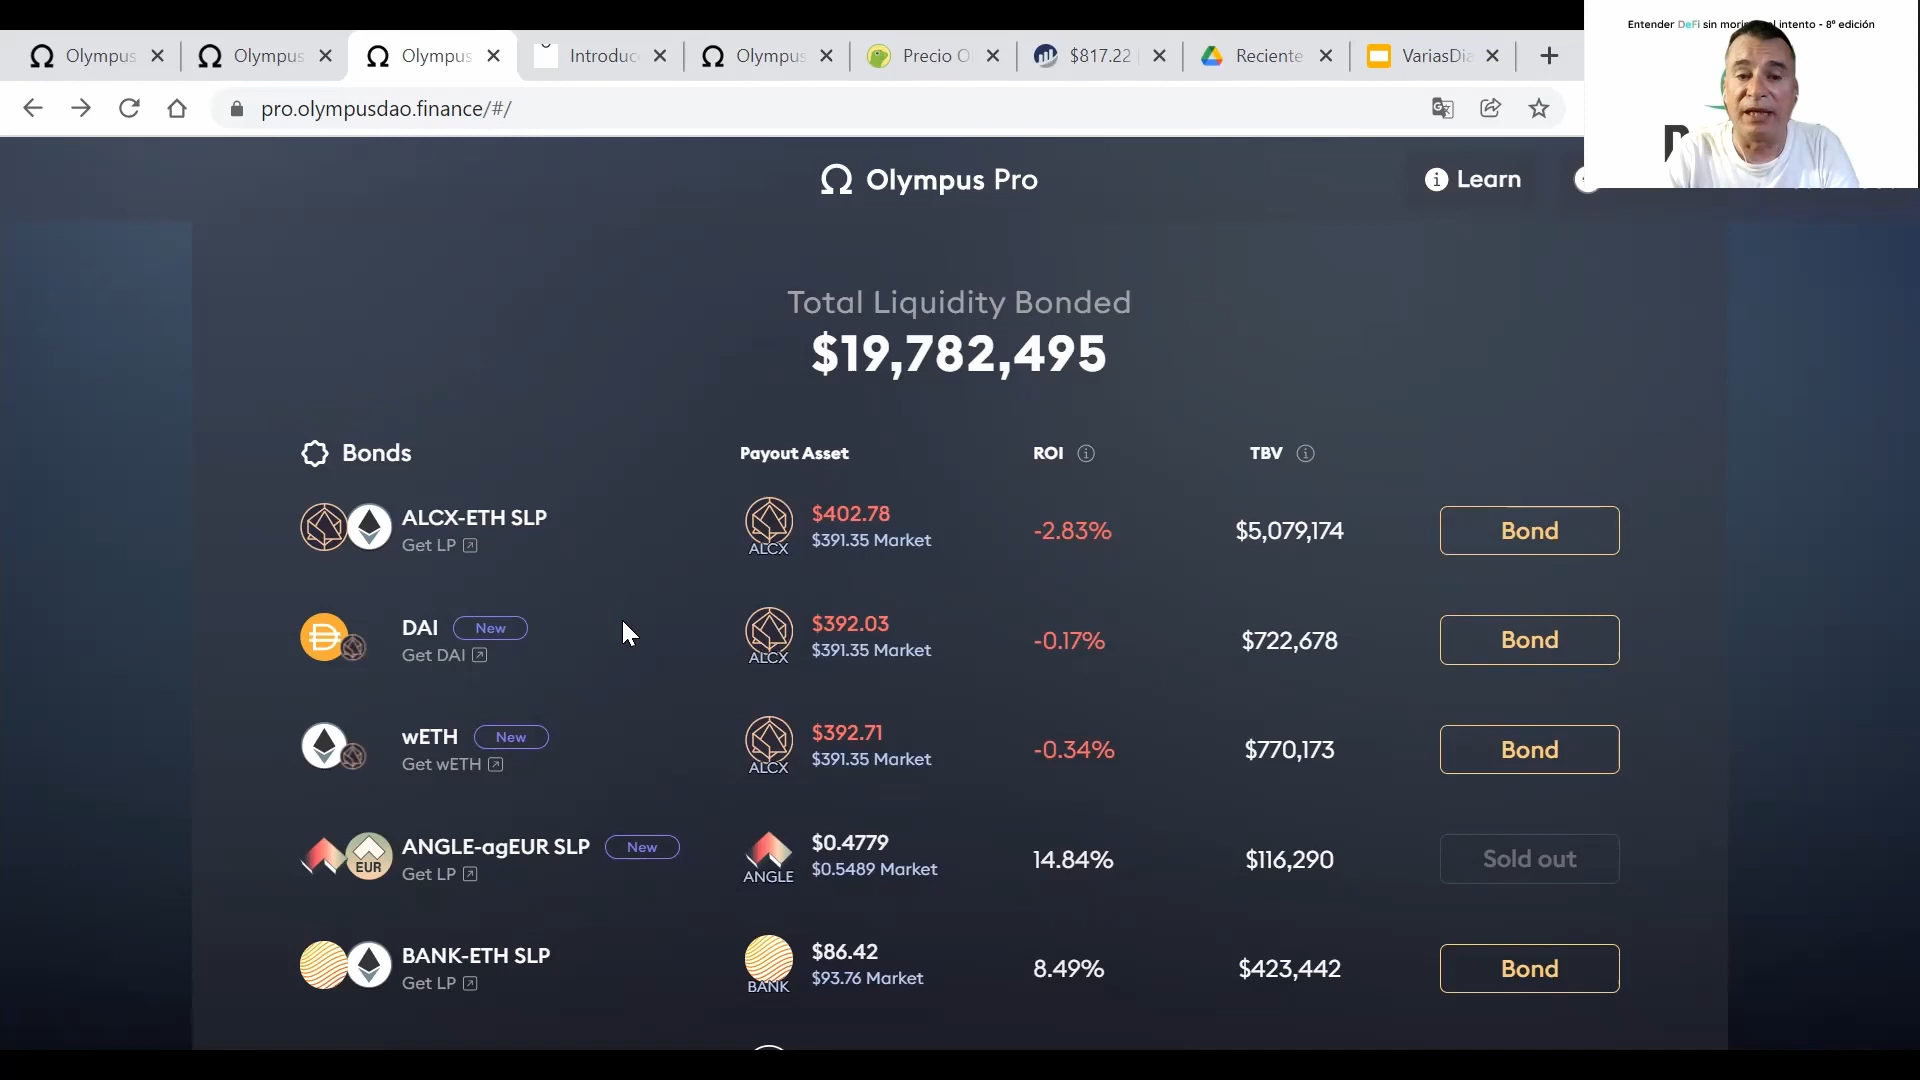 Entender DeFi sin morir en el intento - 8ª edición
Olympus
Olympus
Olympus
Introduc
Olympus
Precio O
$817.22
Reciente
VariasDia
pro.olympusdao.finance/#/
Olympus Pro
Learn
Total Liquidity Bonded
$19,782,495
Bonds
Payout Asset
ROI
TBV
ALCX-ETH SLP
Get LP
ALCX
$402.78
$391.35 Market
-2.83%
$5,079,174
Bond
DAI
New
Get DAI
ALCX
$392.03
$391.35 Market
-0.17%
$722,678
Bond
wETH
New
Get wETH
ALCX
$392.71
$391.35 Market
-0.34%
$770,173
Bond
EUR
ANGLE-agEUR SLP
New
Get LP
ANGLE
$0.4779
$0.5489 Market
14.84%
$116,290
Sold out
BANK-ETH SLP
Get LP
BANK
$86.42
$93.76 Market
8.49%
$423,442
Bond